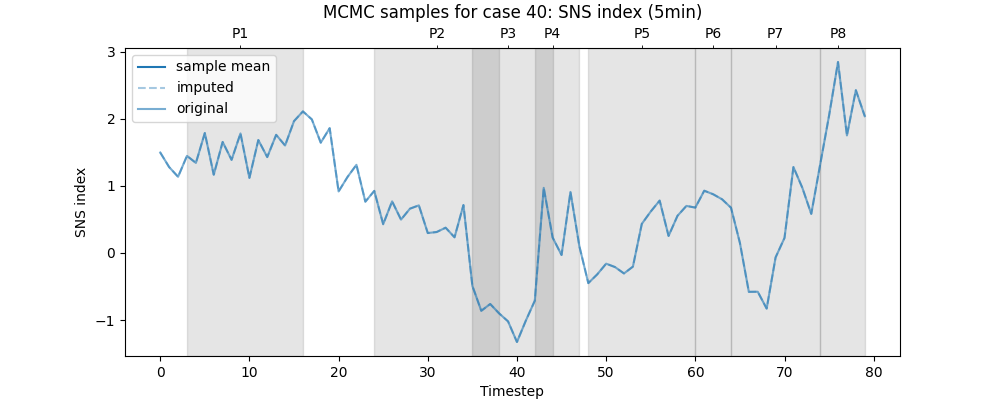 MCMC samples for case 40: SNS index (5min)
P1 P2 P3 P4 P5 P6 P7 P8
sample mean
imputed
original
3
2
1
0
−1
SNS index
0 10 20 30 40 50 60 70 80
Timestep